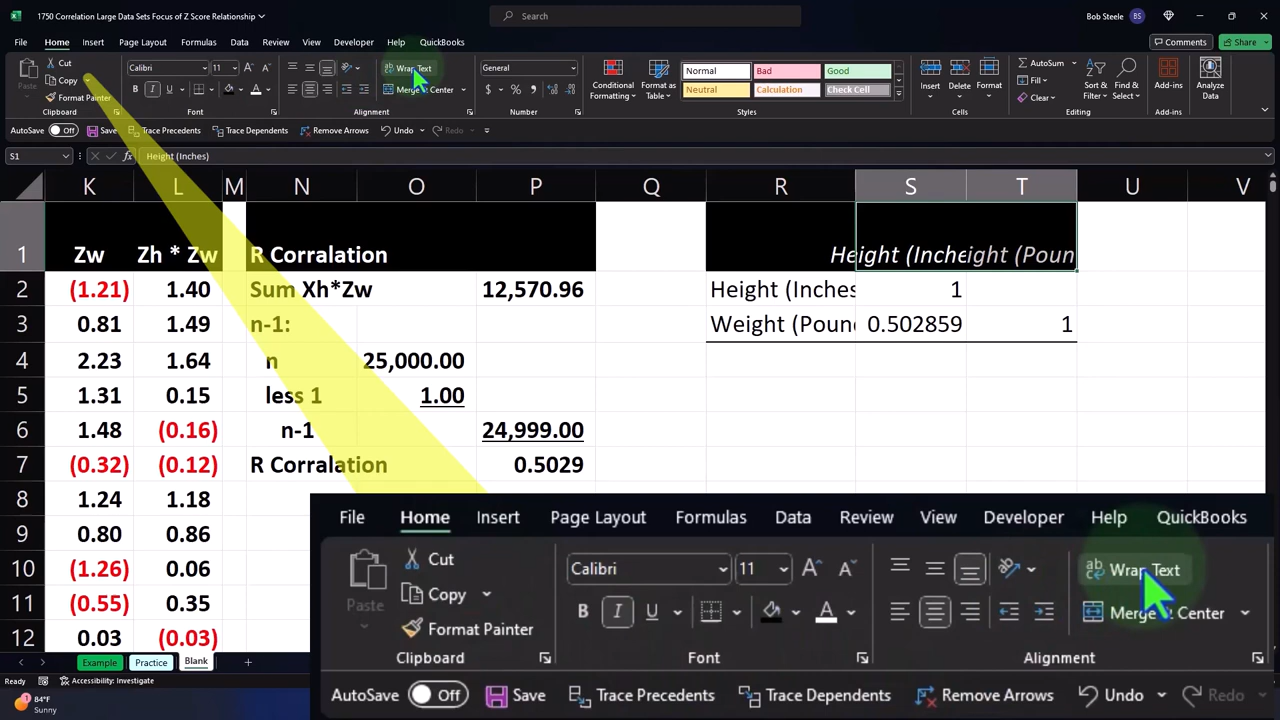 1750 Correlation Large Data Sets Focus of Z Score Relationship
Search
Bob Steele BS
File Home Insert Page Layout Formulas Data Review View Developer Help QuickBooks
Comments Share
Paste
Cut
Copy
Format Painter
Clipboard
Calibri 11
B I U
Font
Wrap Text
Merge & Center
Alignment
General
$ % ,
Number
Conditional Formatting
Format as Table
Normal Bad Good
Neutral Calculation Check Cell
Styles
Insert Delete Format
Cells
AutoSum
Fill
Clear
Sort & Filter
Find & Select
Editing
Add-ins
Add-ins
Analyze Data
AutoSave Off Save Trace Precedents Trace Dependents Remove Arrows Undo Redo
S1 fx Height (Inches)
K L M N O P Q R S T U V
1 Zw Zh * Zw R Corralation
2 (1.21) 1.40 Sum Xh*Zw 12,570.96 Height (Inches 1
3 0.81 1.49 n-1: Weight (Poun 0.502859 1
4 2.23 1.64 n 25,000.00
5 1.31 0.15 less 1 1.00
6 1.48 (0.16) n-1 24,999.00
7 (0.32) (0.12) R Corralation 0.5029
8 1.24 1.18
9 0.80 0.86
10 (1.26) 0.06
11 (0.55) 0.35
12 0.03 (0.03)
File Home Insert Page Layout Formulas Data Review View Developer Help QuickBooks
Paste
Cut
Copy
Format Painter
Clipboard
Calibri 11
B I U
Font
Wrap Text
Merge & Center
Alignment
AutoSave Off Save Trace Precedents Trace Dependents Remove Arrows Undo Redo
Example Practice Blank
Ready Accessibility: Investigate
84°F
Sunny